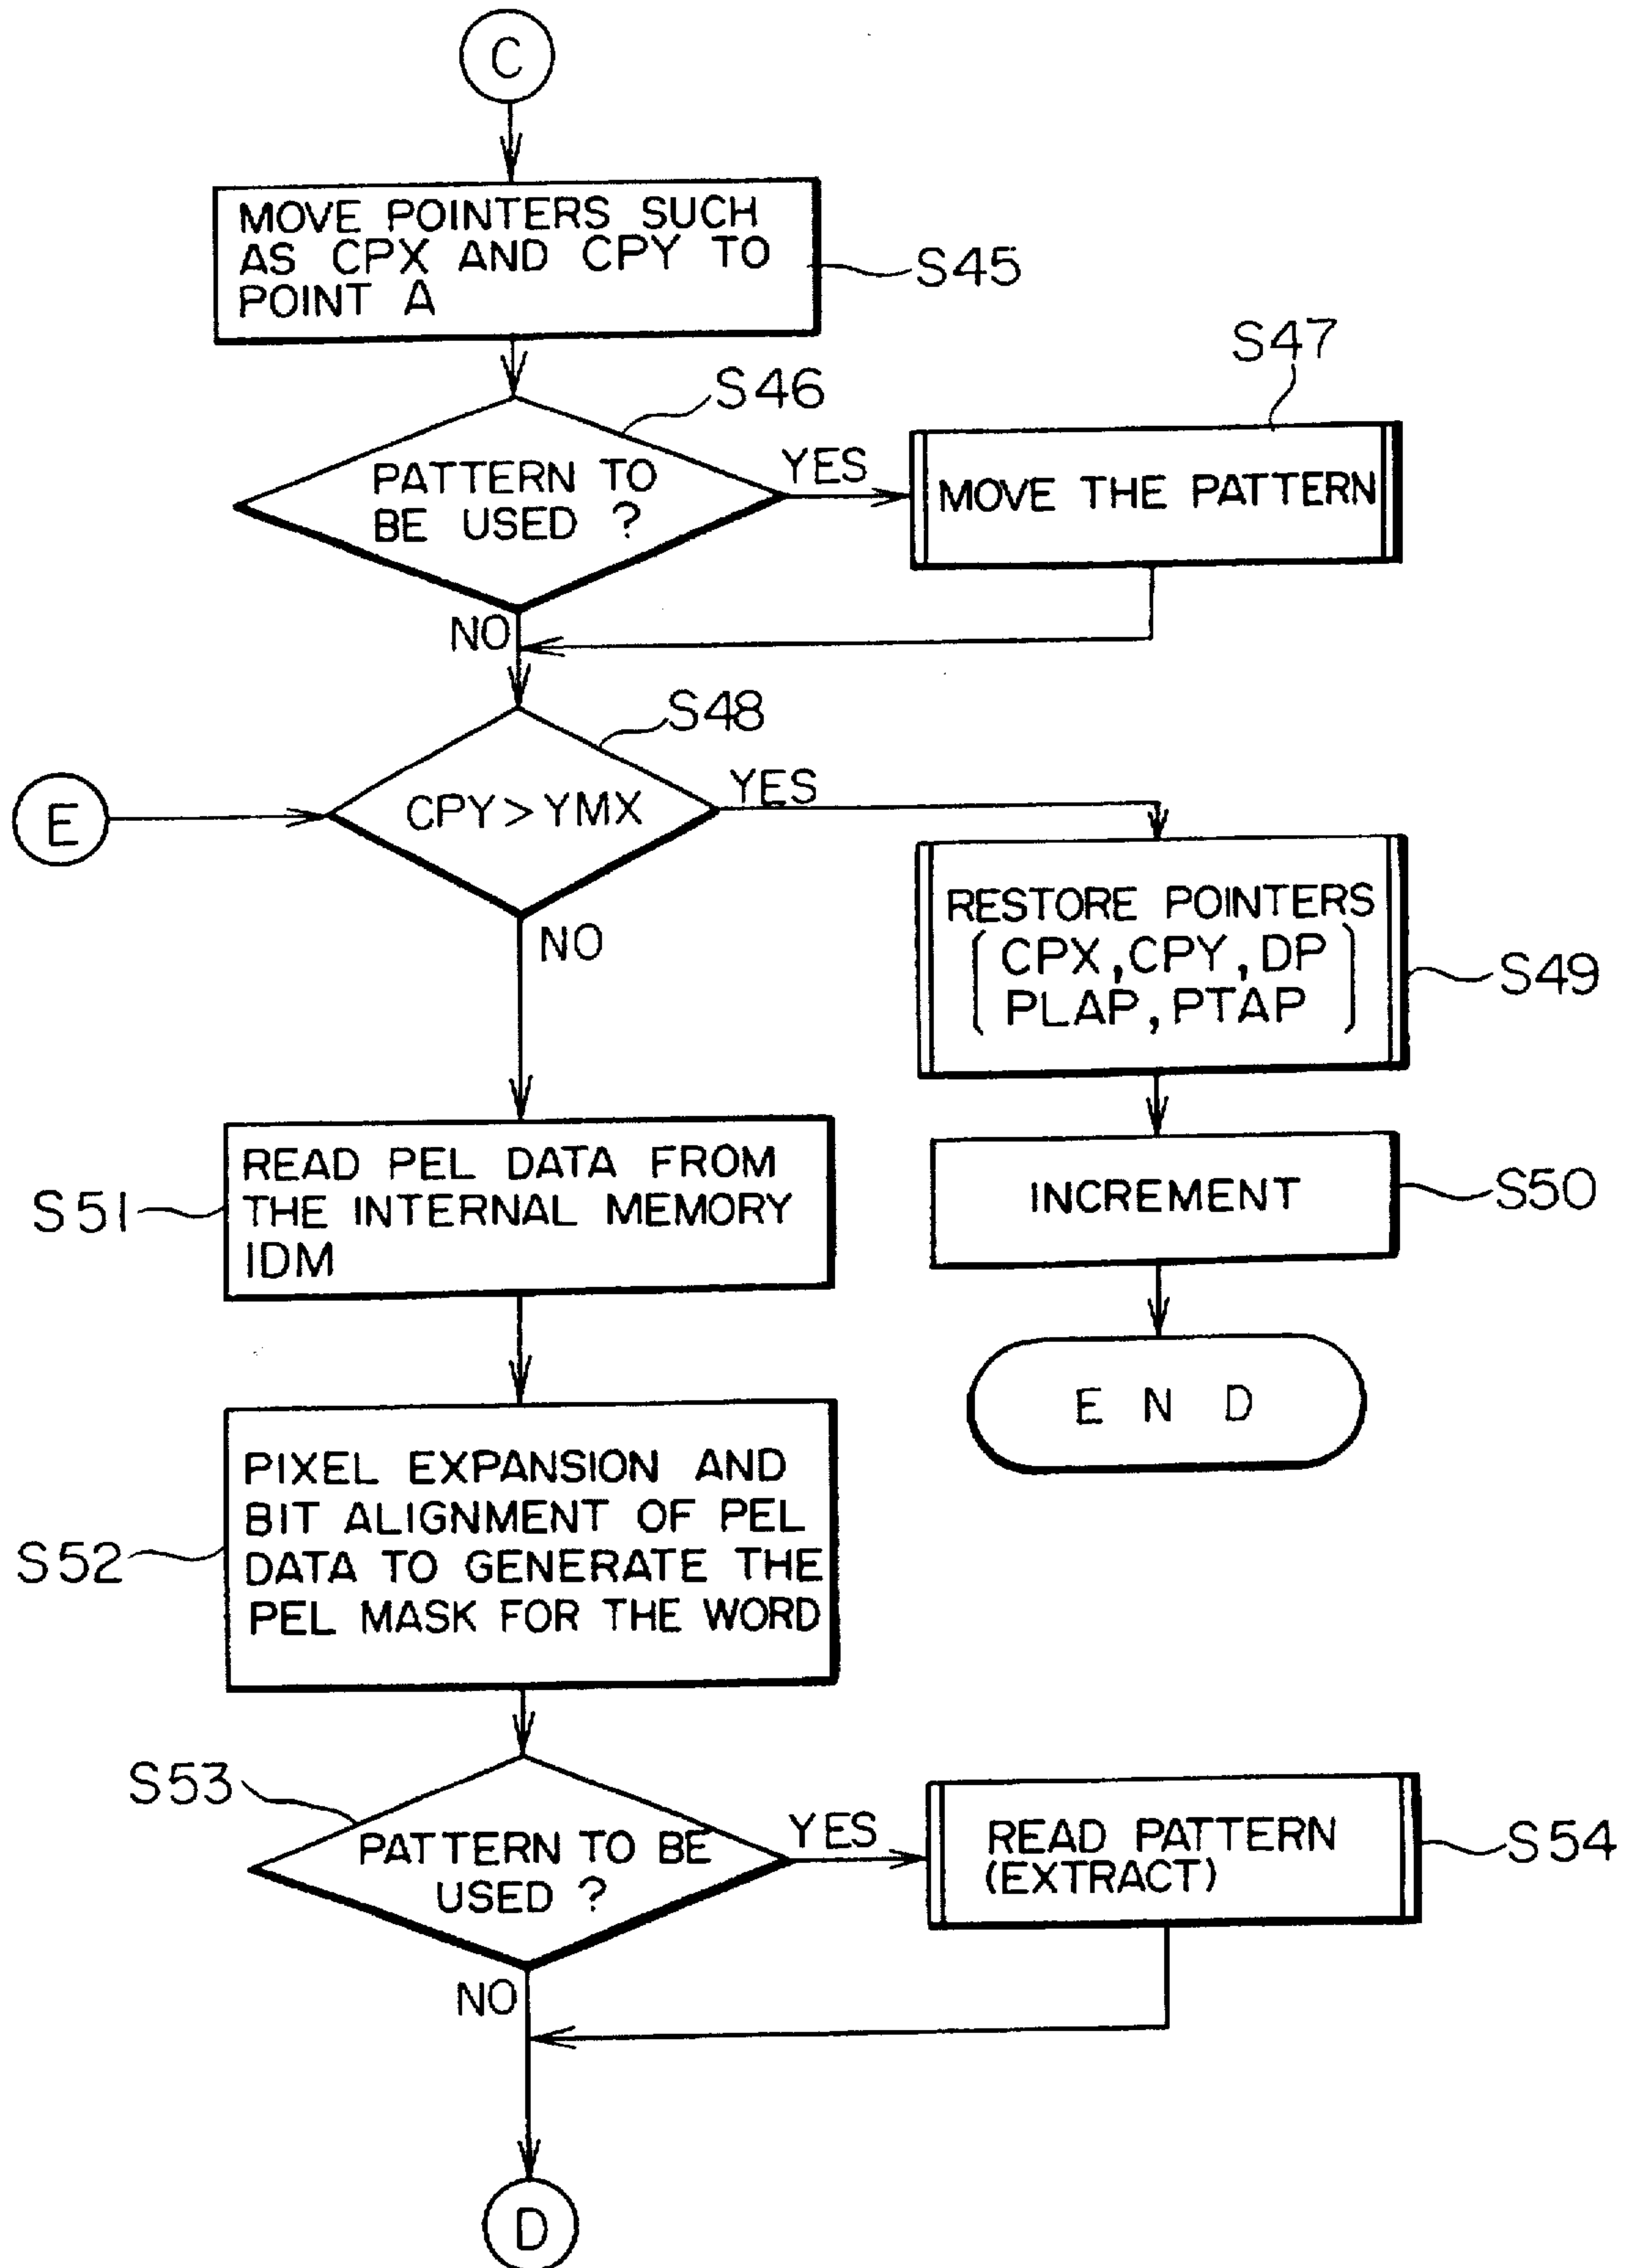 C
MOVE POINTERS SUCH
AS CPX AND CPY TO
POINT A
S45
S46
PATTERN TO
BE USED ?
YES
S47
MOVE THE PATTERN
NO
S48
E
CPY > YMX
YES
NO
RESTORE POINTERS
CPX, CPY, DP
PLAP, PTAP
S49
INCREMENT
S50
E N D
S51
READ PEL DATA FROM
THE INTERNAL MEMORY
IDM
S52
PIXEL EXPANSION AND
BIT ALIGNMENT OF PEL
DATA TO GENERATE THE
PEL MASK FOR THE WORD
S53
PATTERN TO BE
USED ?
YES
READ PATTERN
(EXTRACT)
S54
NO
D